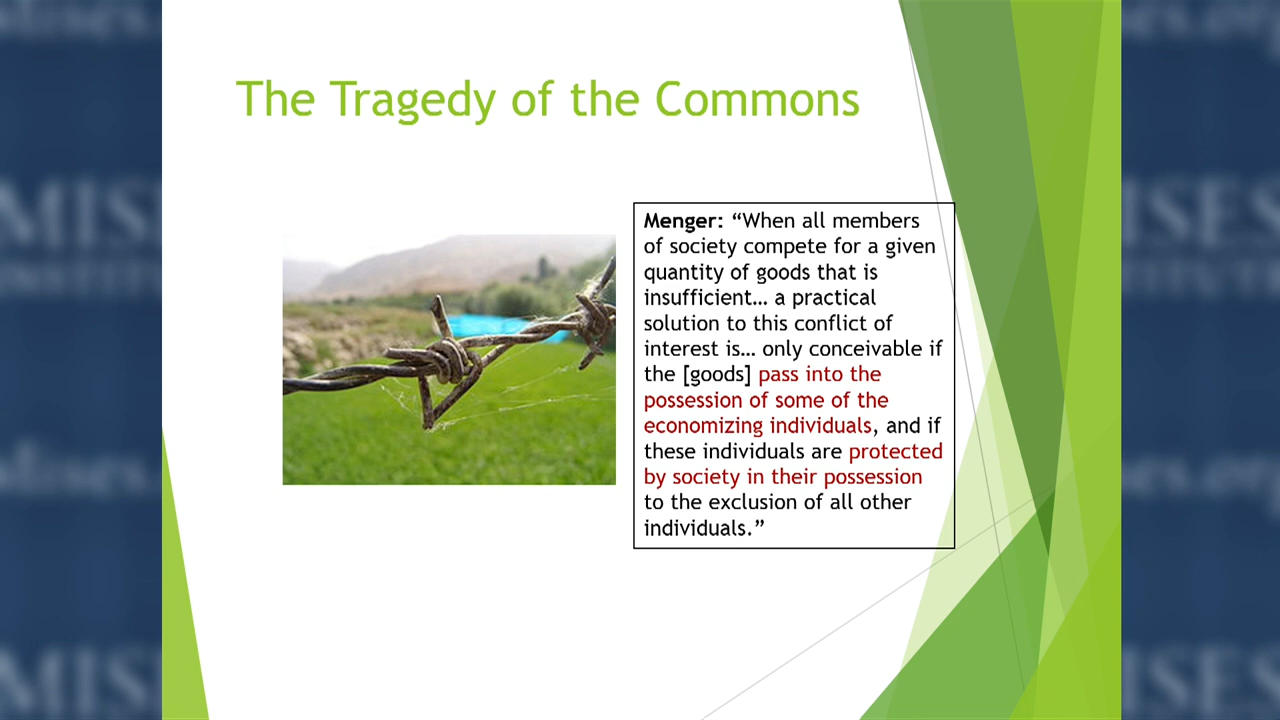 The Tragedy of the Commons
Menger: “When all members
of society compete for a given
quantity of goods that is
insufficient… a practical
solution to this conflict of
interest is… only conceivable if
the [goods] pass into the
possession of some of the
economizing individuals, and if
these individuals are protected
by society in their possession
to the exclusion of all other
individuals.”